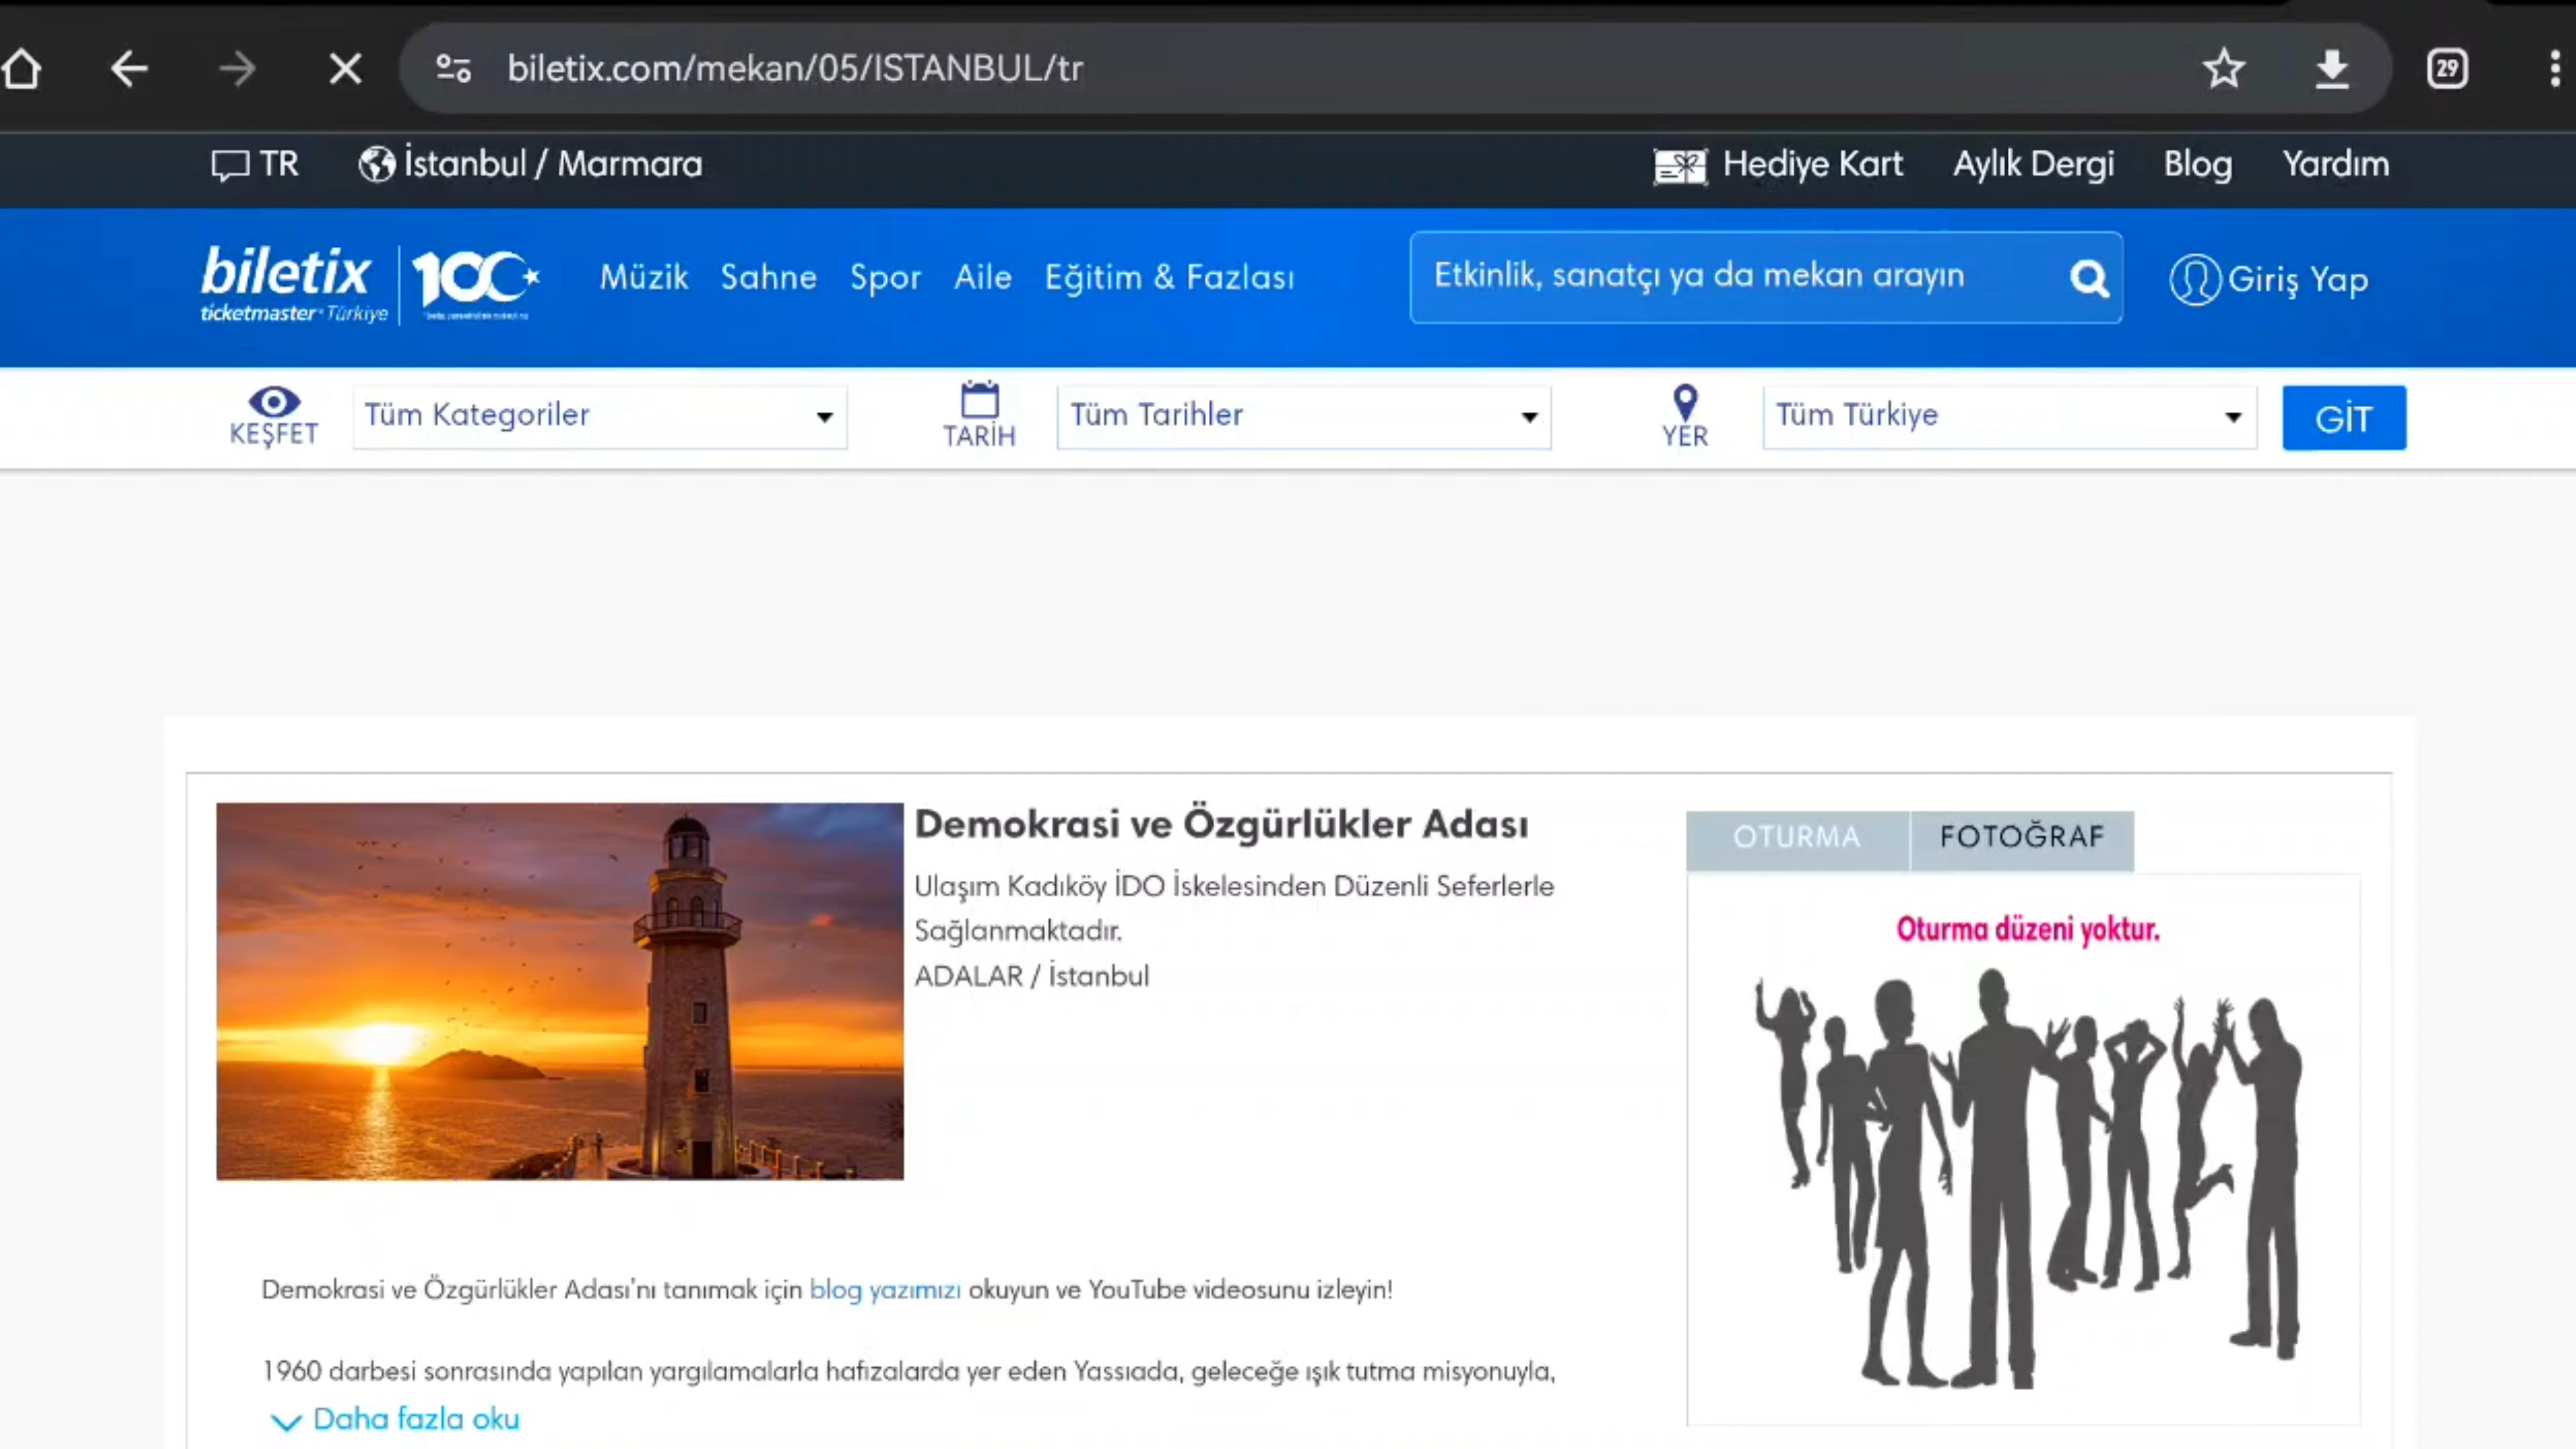 biletix.com/mekan/05/ISTANBUL/tr
29
TR
İstanbul / Marmara
Hediye Kart
Aylık Dergi
Blog
Yardım
biletix
ticketmaster Türkiye
100
Müzik
Sahne
Spor
Aile
Eğitim & Fazlası
Etkinlik, sanatçı ya da mekan arayın
Giriş Yap
KEŞFET
Tüm Kategoriler
TARİH
Tüm Tarihler
YER
Tüm Türkiye
GİT
Demokrasi ve Özgürlükler Adası
Ulaşım Kadıköy İDO İskelesinden Düzenli Seferlerle
Sağlanmaktadır.
ADALAR / İstanbul
OTURMA
FOTOĞRAF
Oturma düzeni yoktur.
Demokrasi ve Özgürlükler Adası'nı tanımak için blog yazımızı okuyun ve YouTube videosunu izleyin!
1960 darbesi sonrasında yapılan yargılamalarla hafızalarda yer eden Yassıada, geleceğe ışık tutma misyonuyla,
Daha fazla oku